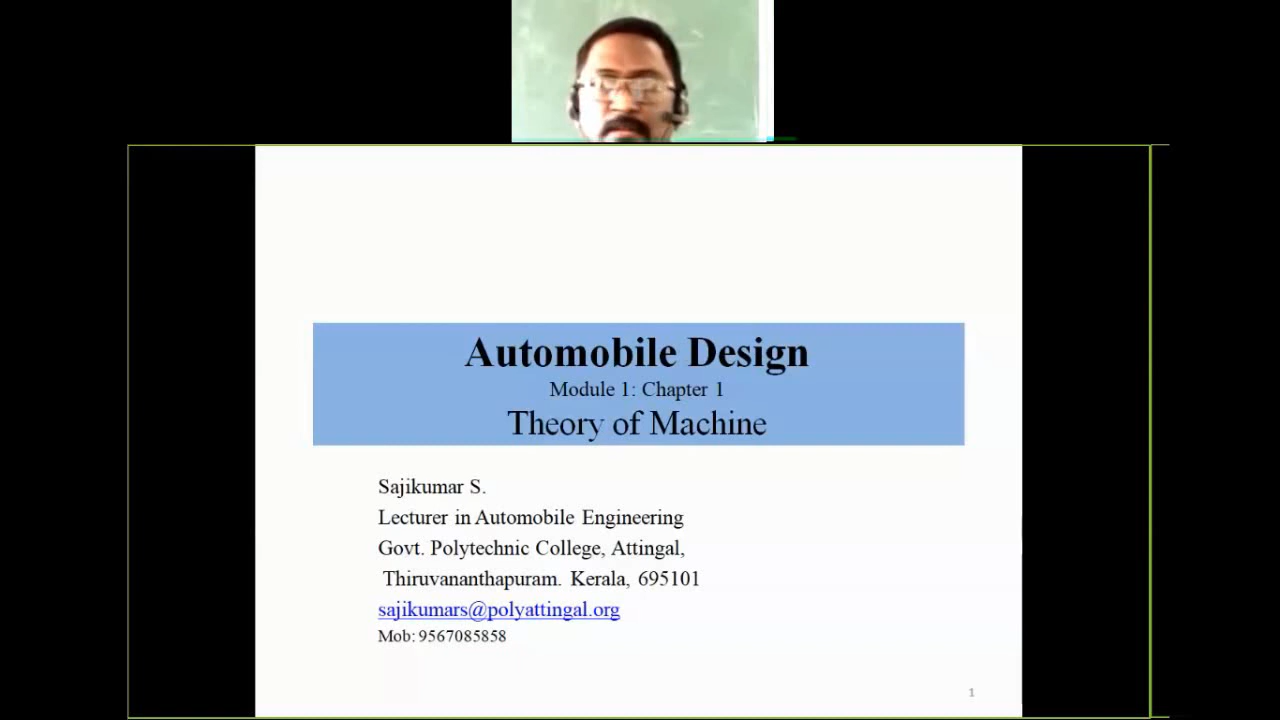 Automobile Design
Module 1: Chapter 1
Theory of Machine
Sajikumar S.
Lecturer in Automobile Engineering
Govt. Polytechnic College, Attingal,
Thiruvananthapuram. Kerala, 695101
sajikumars@polyattingal.org
Mob: 9567085858
1